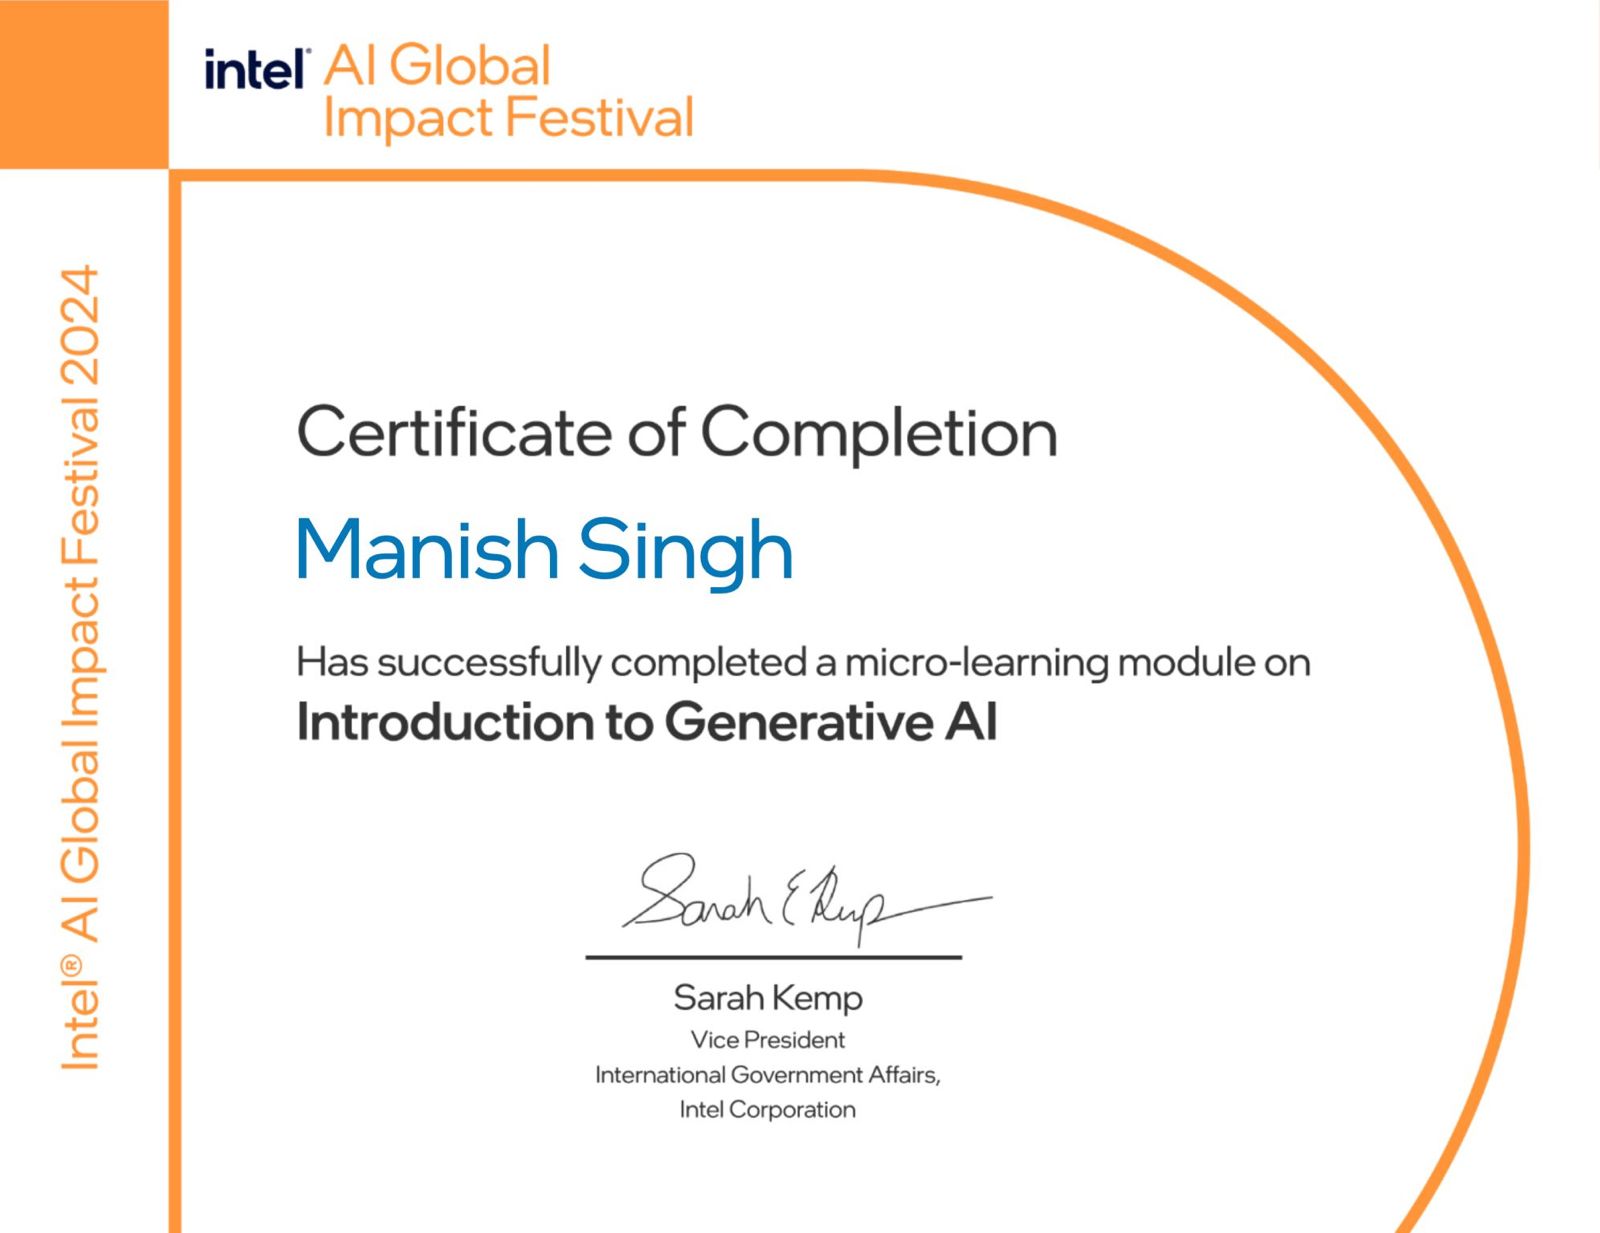 intel® AI Global
Impact Festival
Intel® AI Global Impact Festival 2024
Certificate of Completion
Manish Singh
Has successfully completed a micro-learning module on
Introduction to Generative AI
Sarah E Kemp
Sarah Kemp
Vice President
International Government Affairs,
Intel Corporation